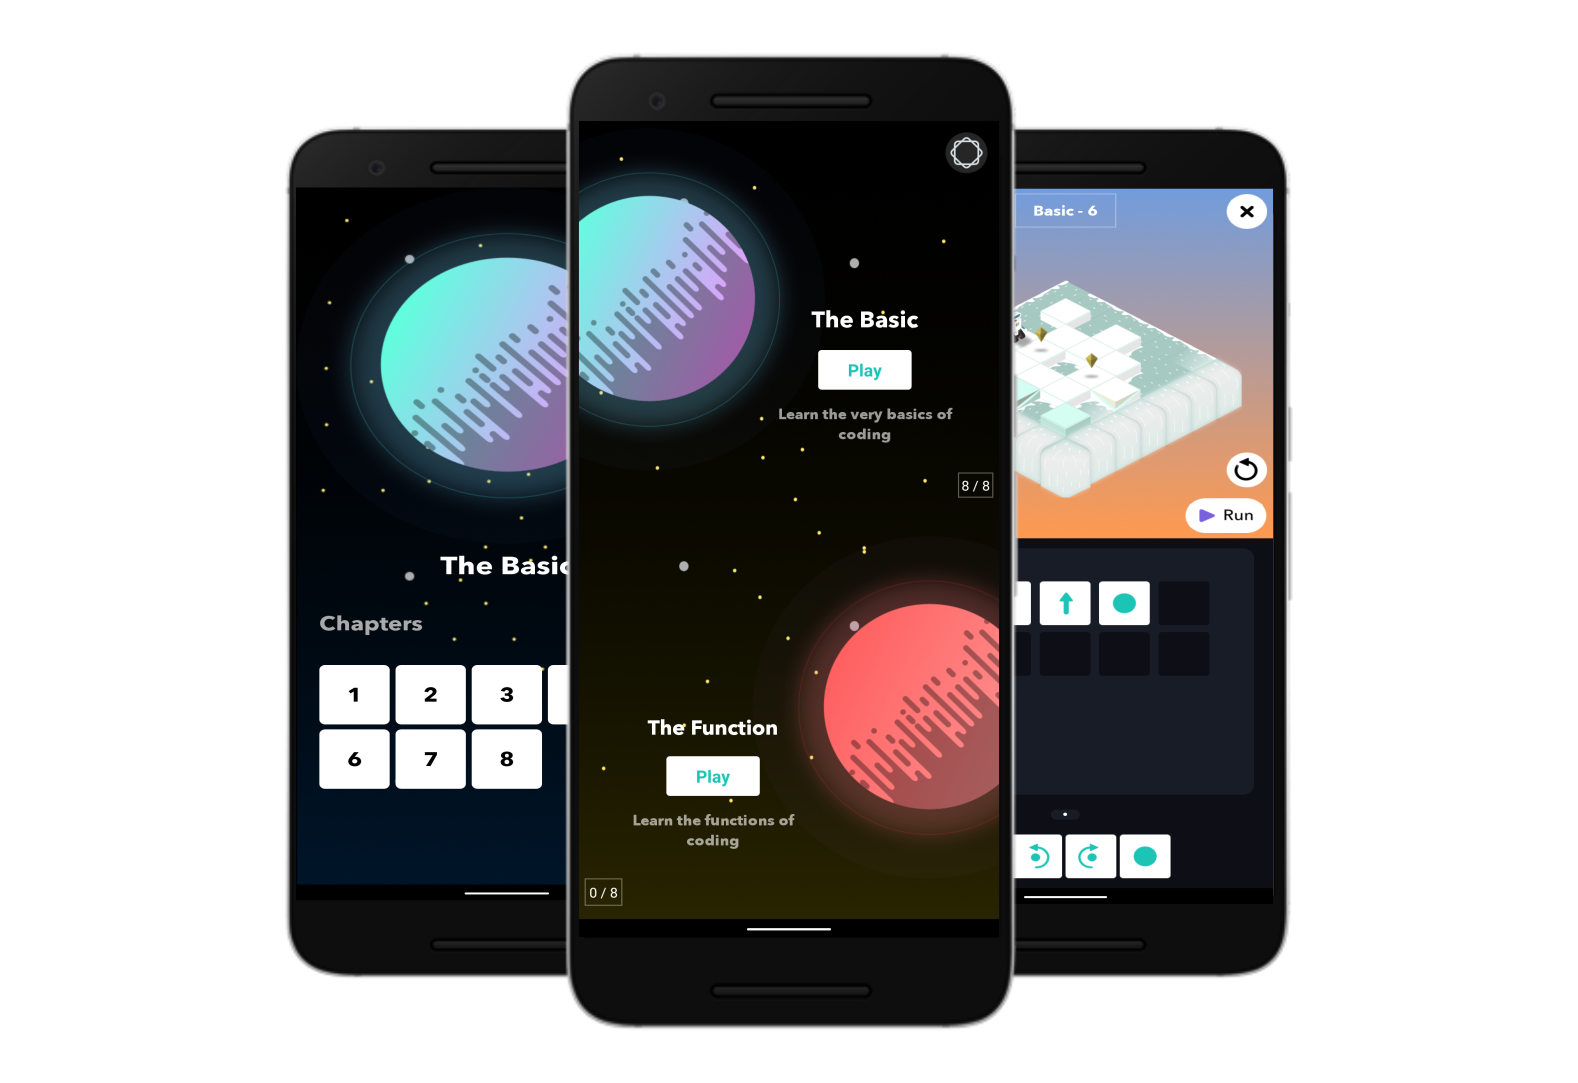 The Basic
Chapters
1 2 3
6 7 8
The Basic
Play
Learn the very basics of
coding
8 / 8
The Function
Play
Learn the functions of
coding
0 / 8
Basic - 6
Run